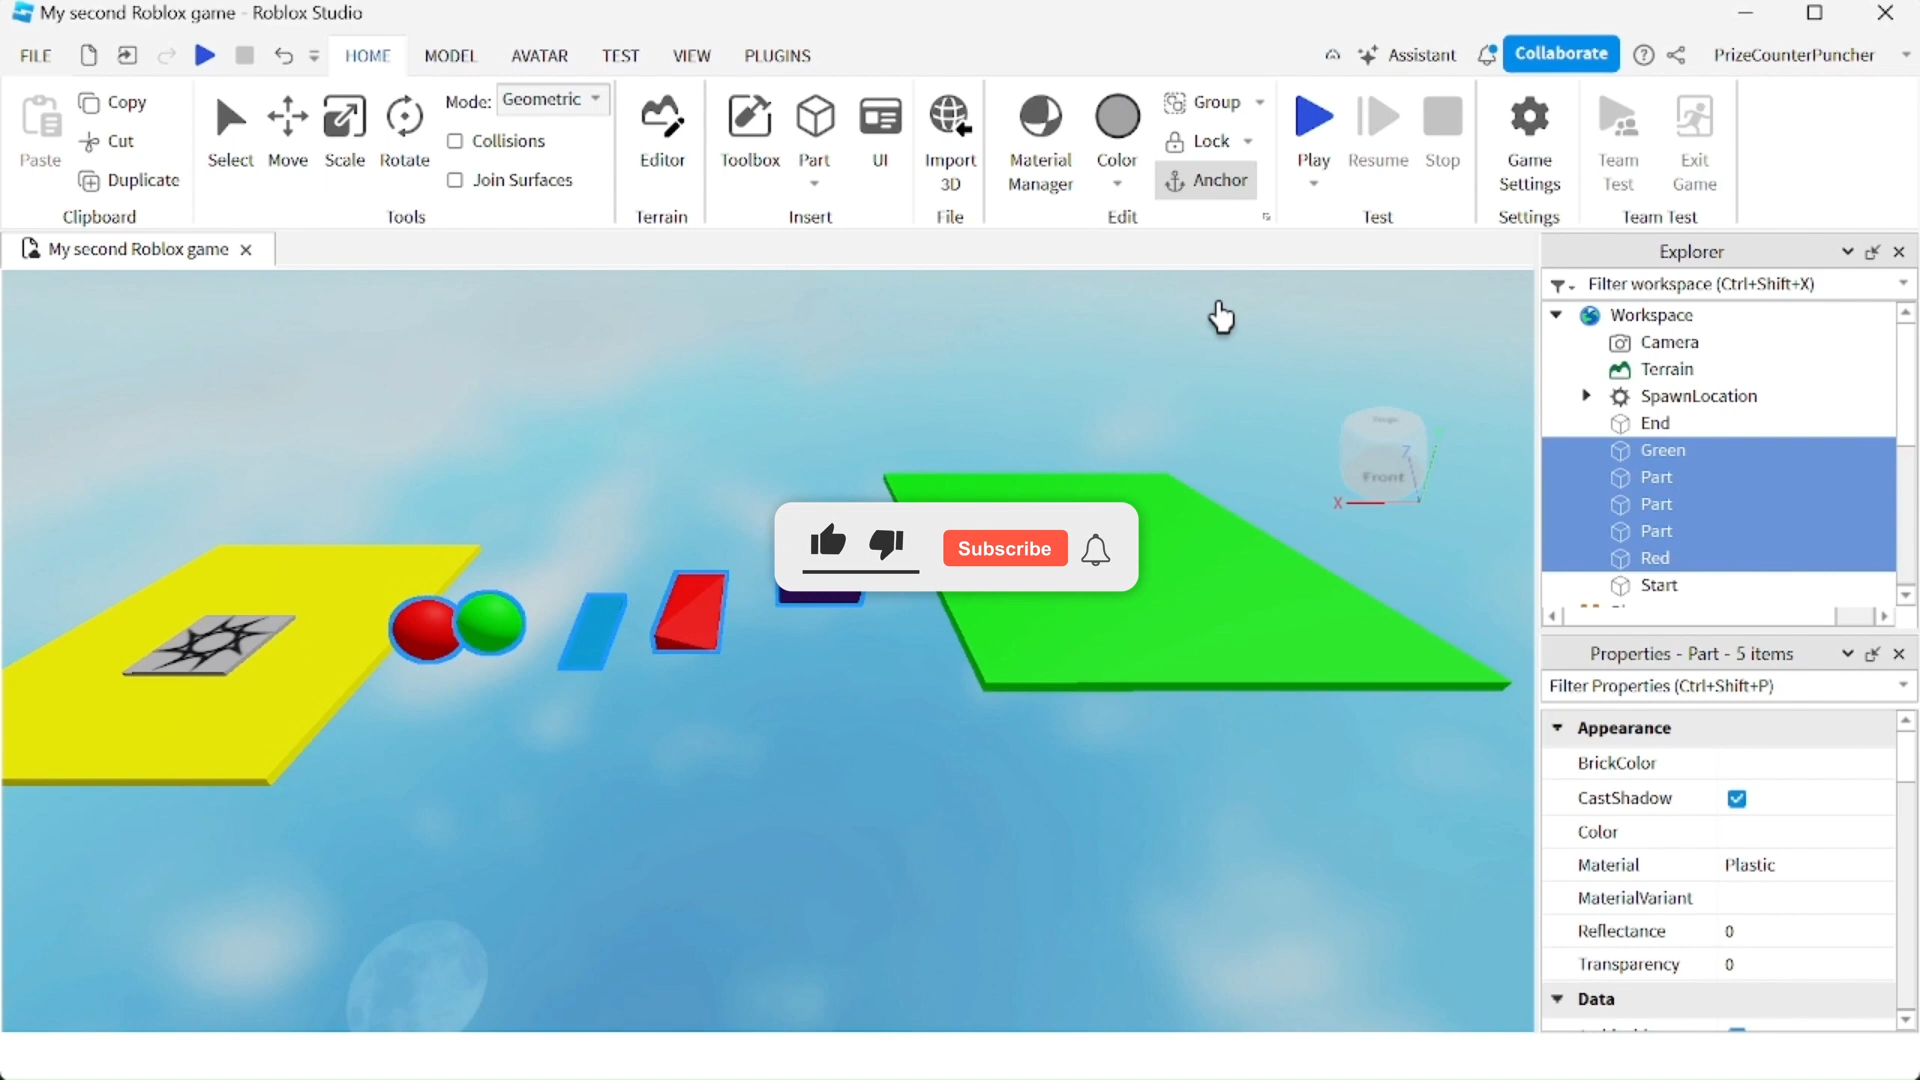 My second Roblox game - Roblox Studio
FILE HOME MODEL AVATAR TEST VIEW PLUGINS Assistant Collaborate PrizeCounterPuncher
Paste
Copy
Cut
Duplicate
Clipboard
Select Move Scale Rotate
Mode: Geometric
Collisions
Join Surfaces
Tools
Editor
Terrain
Toolbox Part UI
Insert
Import
3D
File
Material
Manager
Color
Group
Lock
Anchor
Edit
Play Resume Stop
Test
Game
Settings
Settings
Team
Test
Exit
Game
Team Test
My second Roblox game
Front
X
Z
Subscribe
Explorer
Filter workspace (Ctrl+Shift+X)
Workspace
Camera
Terrain
SpawnLocation
End
Green
Part
Part
Part
Red
Start
Properties - Part - 5 items
Filter Properties (Ctrl+Shift+P)
Appearance
BrickColor
CastShadow
Color
Material Plastic
MaterialVariant
Reflectance 0
Transparency 0
Data